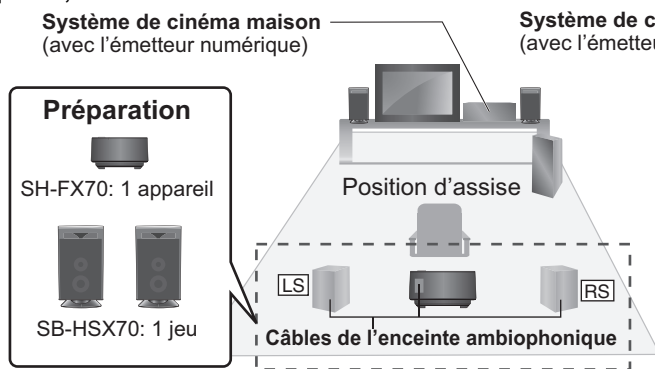 Système de cinéma maison
(avec l'émetteur numérique)
Système de c
(avec l'émetteu
Préparation
SH-FX70: 1 appareil
SB-HSX70: 1 jeu
Position d'assise
LS
RS
Câbles de l'enceinte ambiophonique